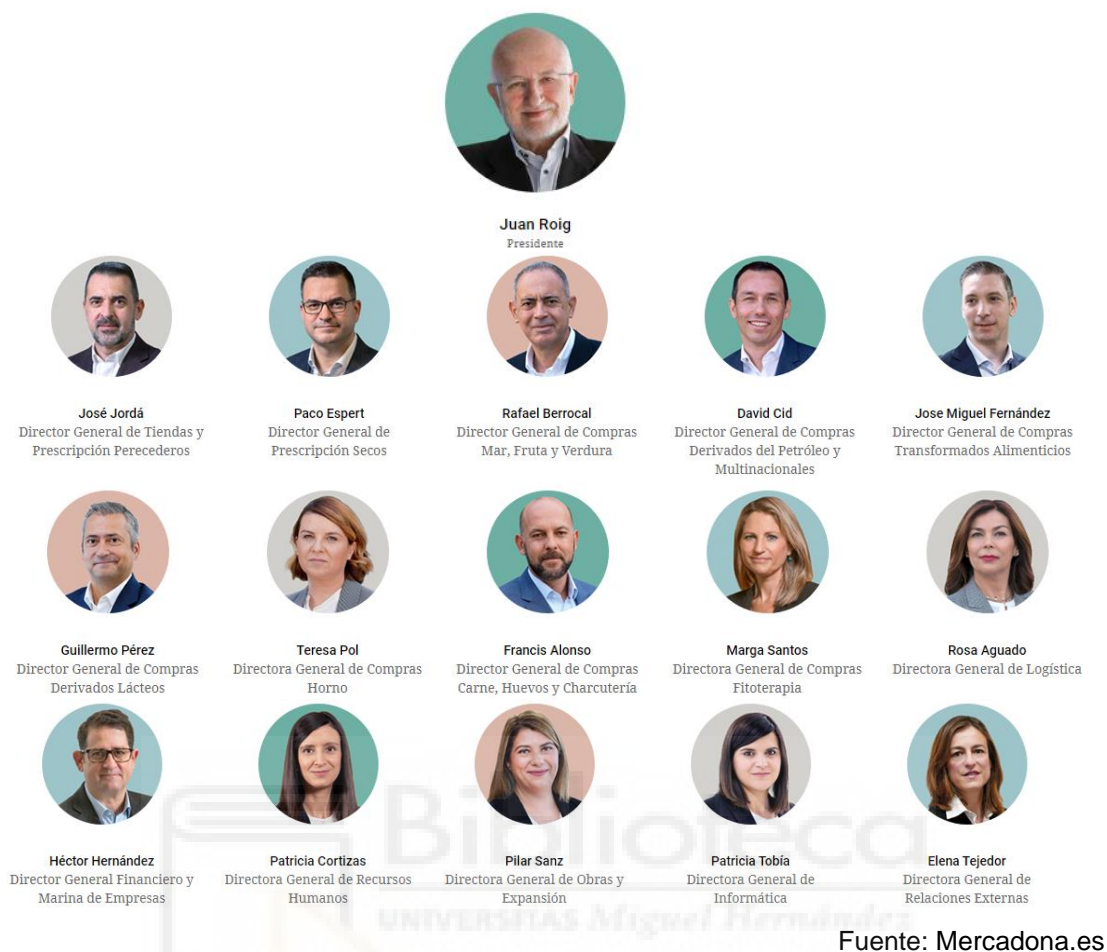 Juan Roig
Presidente
José Jordá
Director General de Tiendas y
Prescripción Perecederos
Paco Espert
Director General de
Prescripción Secos
Rafael Berrocal
Director General de Compras
Mar, Fruta y Verdura
David Cid
Director General de Compras
Derivados del Petróleo y
Multinacionales
Jose Miguel Fernández
Director General de Compras
Transformados Alimenticios
Guillermo Pérez
Director General de Compras
Derivados Lácteos
Teresa Pol
Directora General de Compras
Horno
Francis Alonso
Director General de Compras
Carne, Huevos y Charcutería
Marga Santos
Directora General de Compras
Fitoterapia
Rosa Aguado
Directora General de Logística
Héctor Hernández
Director General Financiero y
Marina de Empresas
Patricia Cortizas
Directora General de Recursos
Humanos
Pilar Sanz
Directora General de Obras y
Expansión
Patricia Tobía
Directora General de
Informática
Elena Tejedor
Directora General de
Relaciones Externas
Biblioteca
UNIVERSITAS Miguel Hernández
Fuente: Mercadona.es